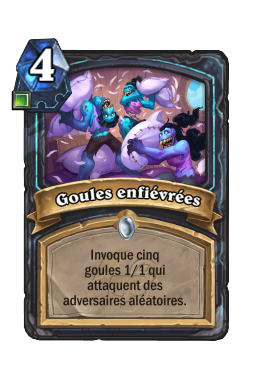 4
Goules enfiévrées
Invoque cinq
goules 1/1 qui
attaquent des
adversaires aléatoires.